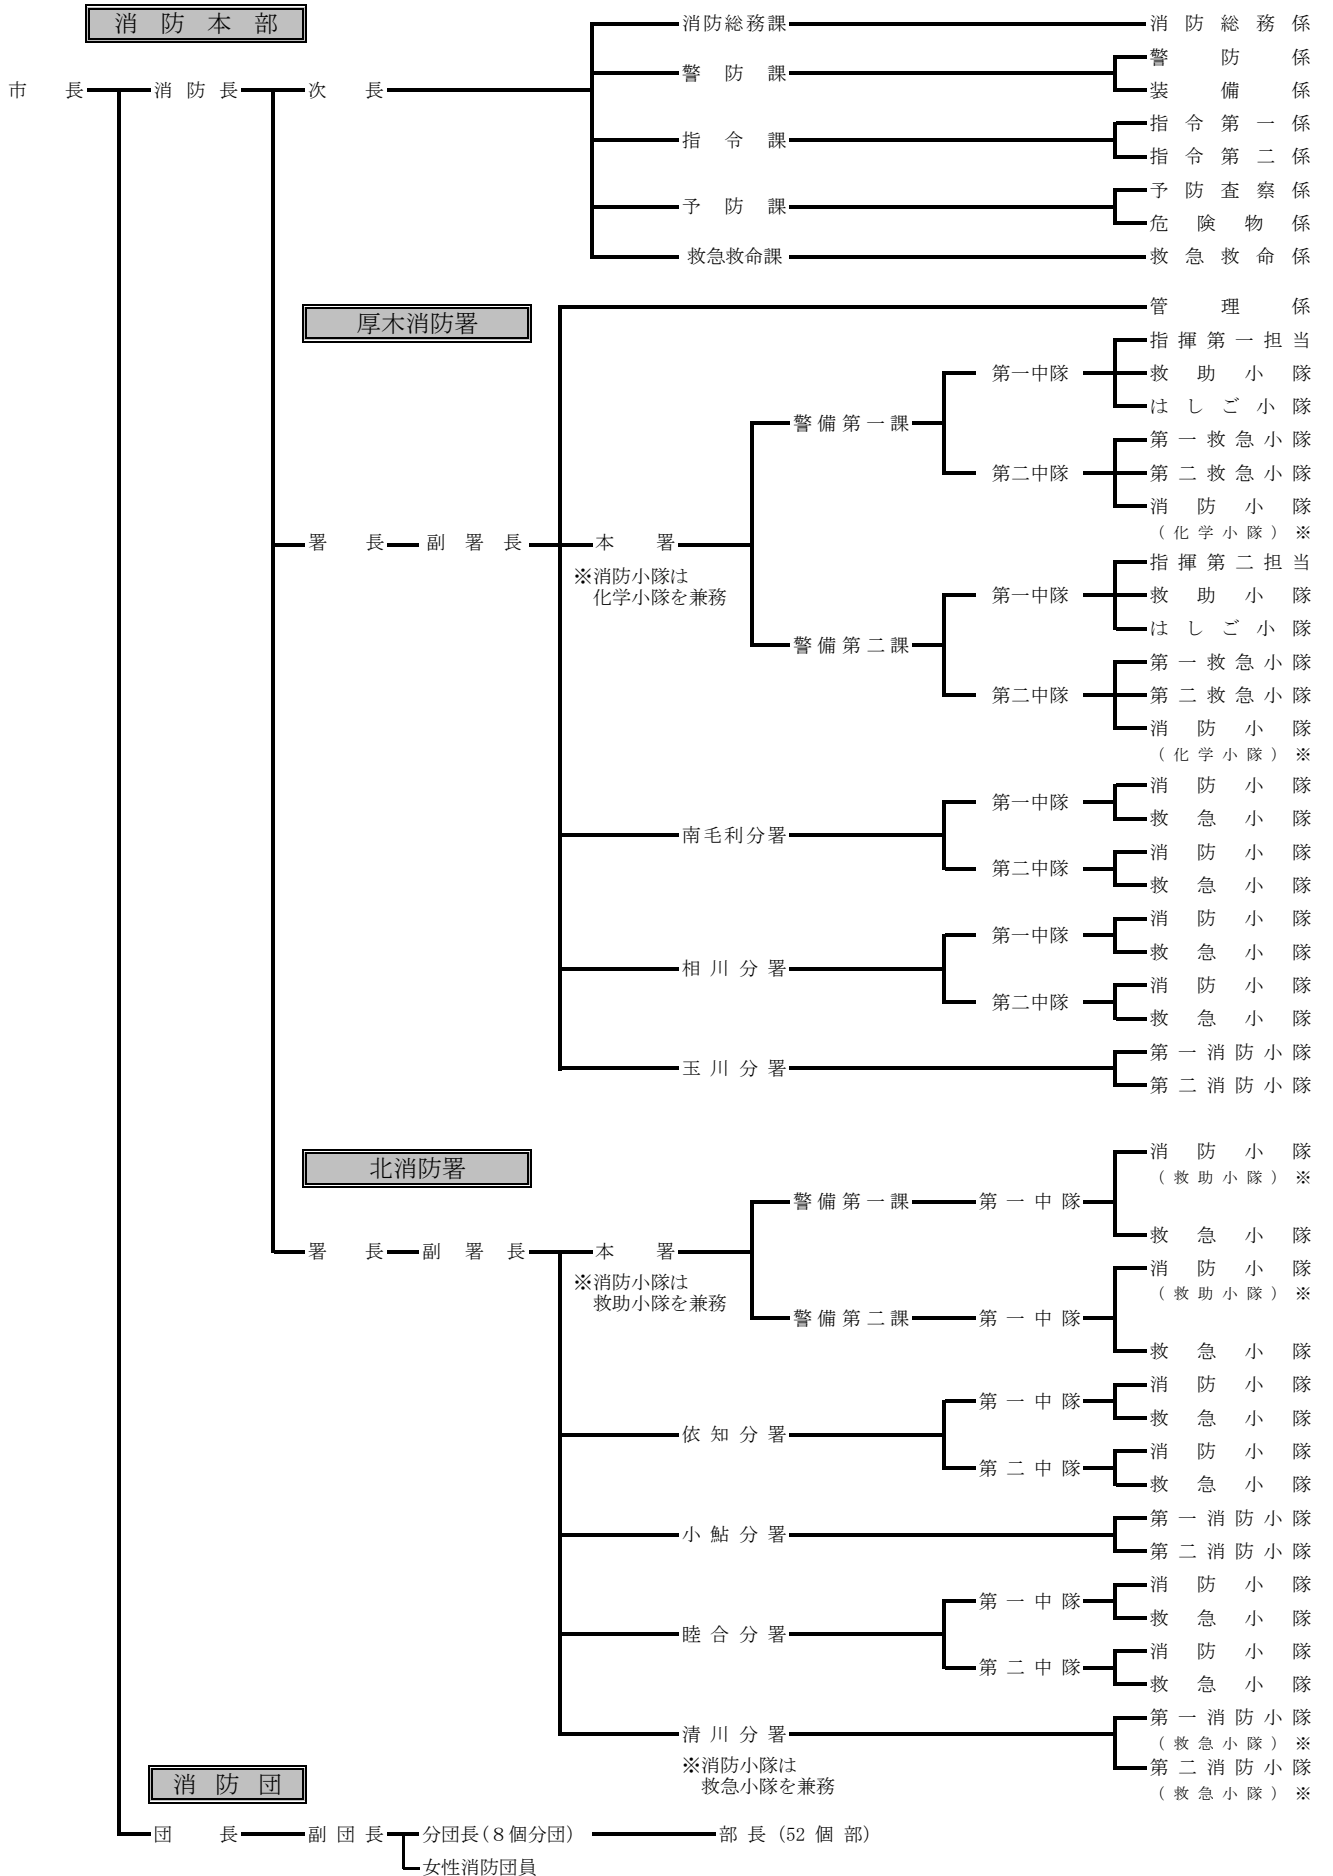 消防本部
消防総務課 消防総務係
警防課 警防係
市長 消防長 次長 装備係
指令課 指令第一係
指令第二係
予防課 予防査察係
危険物係
救急救命課 救急救命係
厚木消防署 管理係
指揮第一担当
第一中隊 救助小隊
はしご小隊
警備第一課 第一救急小隊
第二中隊 第二救急小隊
消防小隊
(化学小隊)※
署長 副署長 本署 指揮第二担当
※消防小隊は
化学小隊を兼務
第一中隊 救助小隊
はしご小隊
警備第二課 第一救急小隊
第二中隊 第二救急小隊
消防小隊
(化学小隊)※
第一中隊 消防小隊
救急小隊
南毛利分署 消防小隊
第二中隊 救急小隊
第一中隊 消防小隊
救急小隊
相川分署 消防小隊
第二中隊 救急小隊
玉川分署 第一消防小隊
第二消防小隊
北消防署 消防小隊
(救助小隊)※
警備第一課 第一中隊
救急小隊
署長 副署長 本署 消防小隊
※消防小隊は
救助小隊を兼務
(救助小隊)※
警備第二課 第一中隊
救急小隊
第一中隊 消防小隊
救急小隊
依知分署 消防小隊
第二中隊 救急小隊
小鮎分署 第一消防小隊
第二消防小隊
第一中隊 消防小隊
救急小隊
睦合分署 消防小隊
第二中隊 救急小隊
清川分署 第一消防小隊
(救急小隊)※
※消防小隊は
救急小隊を兼務
第二消防小隊
(救急小隊)※
消防団
団長 副団長 分団長(8個分団) 部長(52個部)
女性消防団員